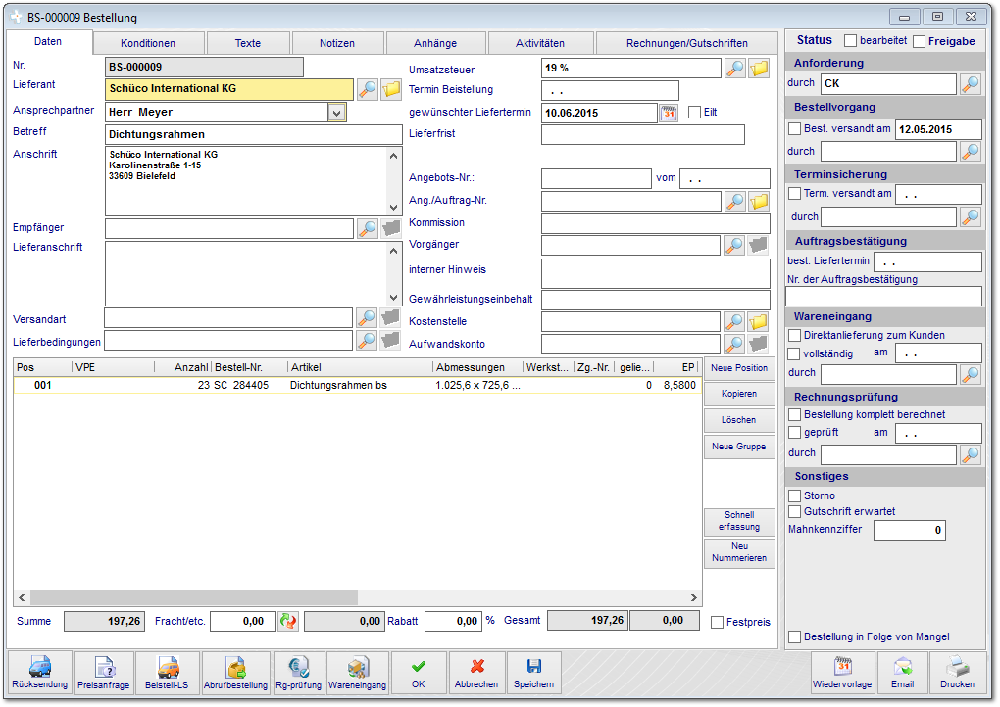 BS-000009 Bestellung
Daten
Konditionen
Texte
Notizen
Anhänge
Aktivitäten
Rechnungen/Gutschriften
Nr.
BS-000009
Lieferant
Schüco International KG
Ansprechpartner
Herr Meyer
Betreff
Dichtungsrahmen
Anschrift
Schüco International KG
Karolinenstraße 1-15
33609 Bielefeld
Empfänger
Lieferanschrift
Versandart
Lieferbedingungen
Umsatzsteuer
19 %
Termin Beistellung
. .
gewünschter Liefertermin
10.06.2015
31
Eilt
Lieferfrist
Angebots-Nr.:
vom
. .
Ang./Auftrag-Nr.
Kommission
Vorgänger
interner Hinweis
Gewährleistungseinbehalt
Kostenstelle
Aufwandskonto
Pos VPE Anzahl Bestell-Nr. Artikel Abmessungen Werkst... Zg.-Nr. gelie... EP
001 23 SC 284405 Dichtungsrahmen bs 1.025,6 x 725,6 ... 0 8,5800
Neue Position
Kopieren
Löschen
Neue Gruppe
Schnell
erfassung
Neu
Nummerieren
Summe 197,26 Fracht/etc. 0,00 0,00 Rabatt 0,00 % Gesamt 197,26 0,00 Festpreis
Rücksendung
Preisanfrage
Beistell-LS
Abrufbestellung
Rg-prüfung
Wareneingang
OK
Abbrechen
Speichern
31
Wiedervorlage
Email
Drucken
Status bearbeitet Freigabe
Anforderung
durch CK
Bestellvorgang
Best. versandt am 12.05.2015
durch
Terminsicherung
Term. versandt am . .
durch
Auftragsbestätigung
best. Liefertermin . .
Nr. der Auftragsbestätigung
Wareneingang
Direktanlieferung zum Kunden
vollständig am . .
durch
Rechnungsprüfung
Bestellung komplett berechnet
geprüft am . .
durch
Sonstiges
Storno
Gutschrift erwartet
Mahnkennziffer 0
Bestellung in Folge von Mangel